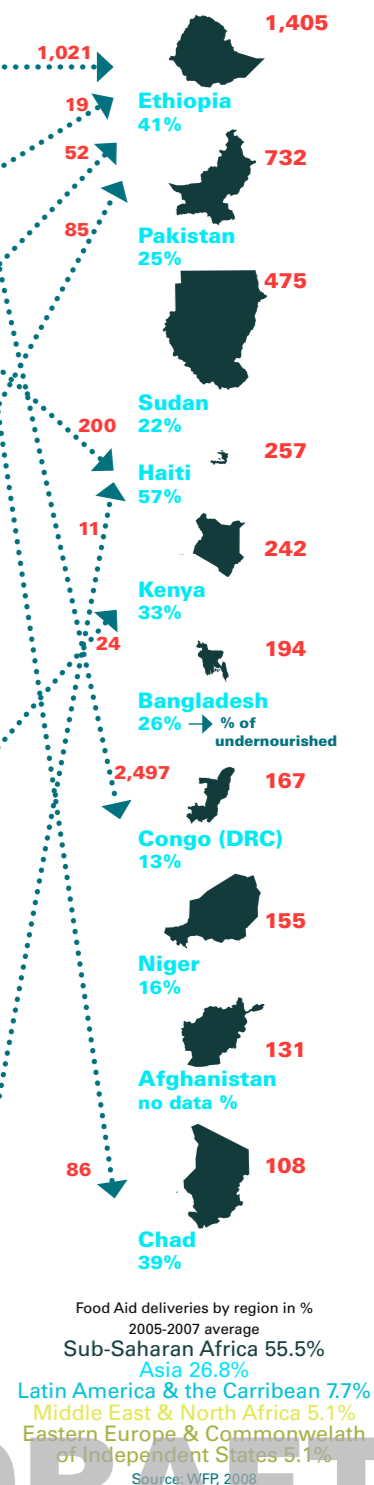 1,405
1,021
19
Ethiopia
41%
52
732
85
Pakistan
25%
475
Sudan
22%
200
257
Haiti
57%
11
242
Kenya
33%
24
194
Bangladesh
26% % of
undernourished
2,497
167
Congo (DRC)
13%
155
Niger
16%
131
Afghanistan
no data %
86
108
Chad
39%
Food Aid deliveries by region in %
2005-2007 average
Sub-Saharan Africa 55.5%
Asia 26.8%
Latin America & the Carribean 7.7%
Middle East & North Africa 5.1%
Eastern Europe & Commonwelath
of Independent States 5.1%
Source: WFP, 2008
DRAFT